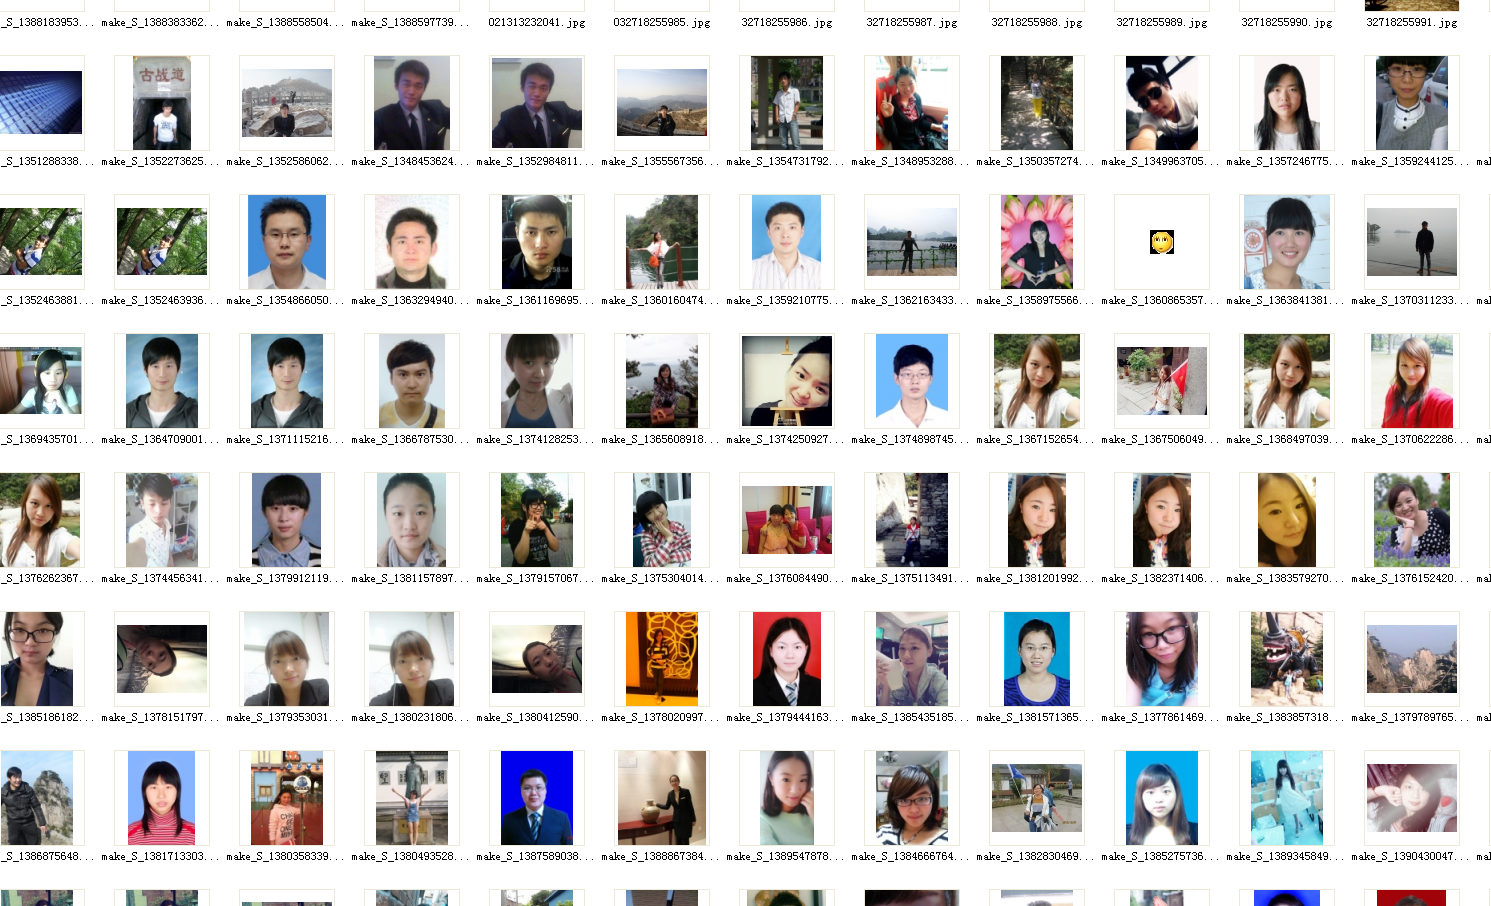 _S_1388183953... make_S_1388383362... make_S_1388558504... make_S_1388597739... 021313232041.jpg 032718255985.jpg 32718255986.jpg 32718255987.jpg 32718255988.jpg 32718255989.jpg 32718255990.jpg 32718255991.jpg
古战道
_S_1351288338... make_S_1352273625... make_S_1352586062... make_S_1348453624... make_S_1352984811... make_S_1355567356... make_S_1354731792... make_S_1348953288... make_S_1350357274... make_S_1349963705... make_S_1357246775... make_S_1359244125... mal
_S_1352463881... make_S_1352463936... make_S_1354866050... make_S_1363294940... make_S_1361169695... make_S_1360160474... make_S_1359210775... make_S_1362163433... make_S_1358975566... make_S_1360865357... make_S_1363841381... make_S_1370311233... mal
_S_1369435701... make_S_1364709001... make_S_1371115216... make_S_1366787530... make_S_1374128253... make_S_1365608918... make_S_1374250927... make_S_1374898745... make_S_1367152654... make_S_1367506049... make_S_1368497039... make_S_1370622286... mal
_S_1376262367... make_S_1374456341... make_S_1379912119... make_S_1381157897... make_S_1379157067... make_S_1375304014... make_S_1376084490... make_S_1375113491... make_S_1381201992... make_S_1382371406... make_S_1383579270... make_S_1376152420... mal
_S_1385186182... make_S_1378151797... make_S_1379353031... make_S_1380231806... make_S_1380412590... make_S_1378020997... make_S_1379444163... make_S_1385435185... make_S_1381571365... make_S_1377861469... make_S_1383857318... make_S_1379789765... mal
_S_1386875648... make_S_1381713303... make_S_1380358339... make_S_1380493528... make_S_1387589038... make_S_1388867384... make_S_1389547878... make_S_1384666764... make_S_1382830469... make_S_1385275736... make_S_1389345849... make_S_1390430047... mal